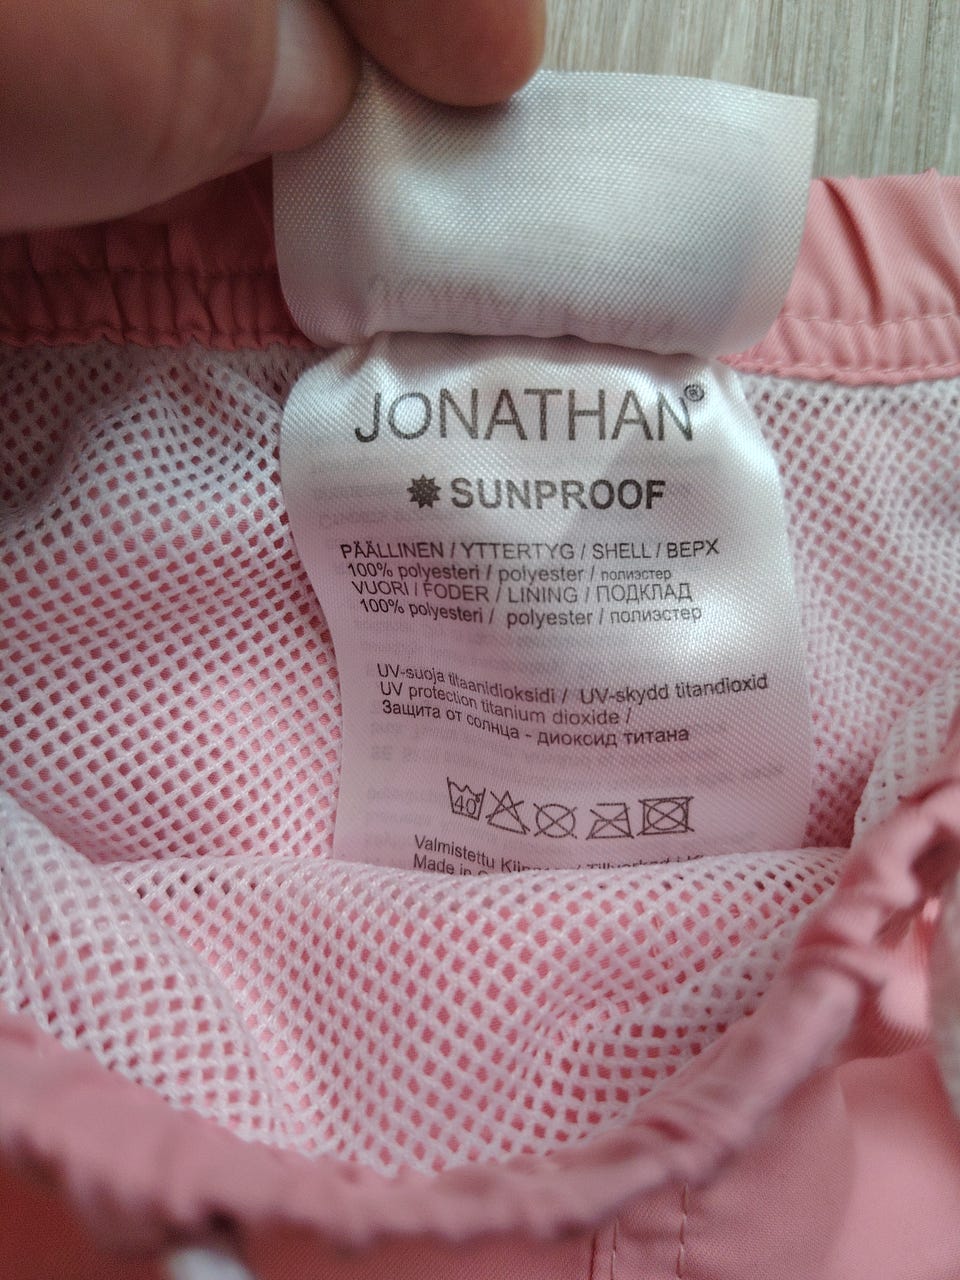 JONATHAN®
SUNPROOF
PÄÄLLINEN / YTTERTYG / SHELL / ВЕРХ
100% polyesteri / polyester / полиэстер
VUORI / FODER / LINING / ПОДКЛАД
100% polyesteri / polyester / полиэстер
UV-suoja titaanidioksidi / UV-skydd titandioxid
UV protection titanium dioxide /
Защита от солнца - диоксид титана
40
Valmistettu
Made in